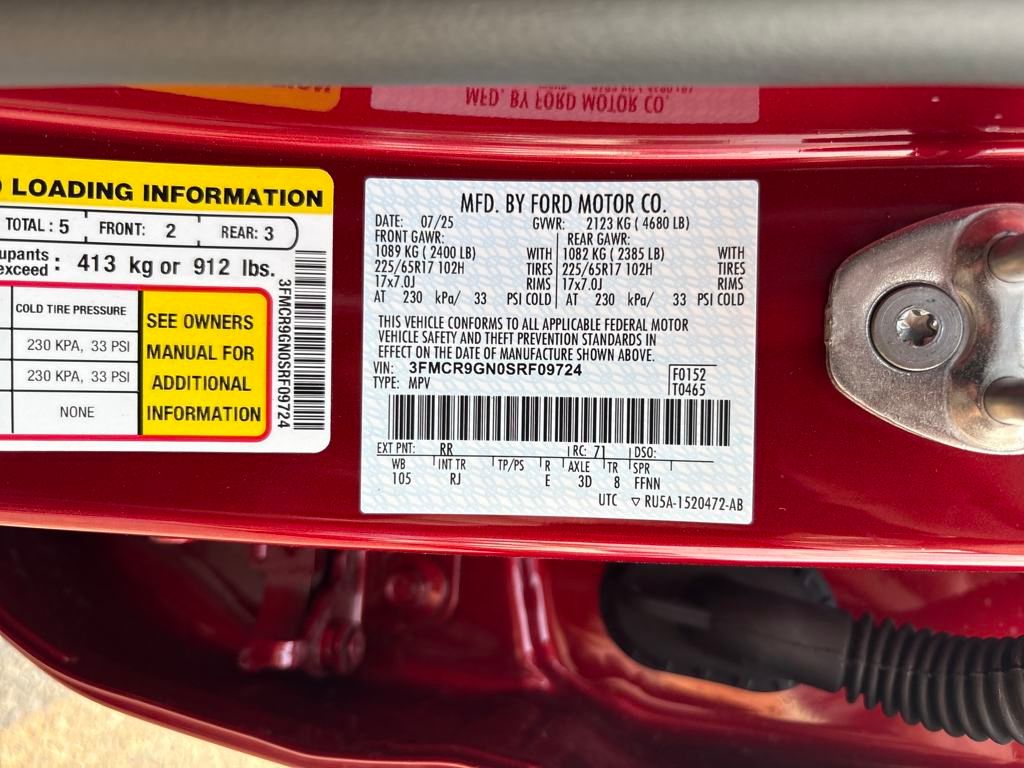 MFD. BY FORD MOTOR CO.
LOADING INFORMATION
TOTAL : 5 FRONT: 2 REAR: 3
upants
exceed : 413 kg or 912 lbs.
COLD TIRE PRESSURE
230 KPA, 33 PSI
230 KPA, 33 PSI
NONE
SEE OWNERS
MANUAL FOR
ADDITIONAL
INFORMATION
3FMCR9GN0SRF09724
MFD. BY FORD MOTOR CO.
DATE: 07/25 GVWR: 2123 KG ( 4680 LB)
FRONT GAWR: REAR GAWR:
1089 KG ( 2400 LB) WITH 1082 KG ( 2385 LB) WITH
225/65R17 102H TIRES 225/65R17 102H TIRES
17x7.0J RIMS 17x7.0J RIMS
AT 230 kPa/ 33 PSI COLD AT 230 kPa/ 33 PSI COLD
THIS VEHICLE CONFORMS TO ALL APPLICABLE FEDERAL MOTOR
VEHICLE SAFETY AND THEFT PREVENTION STANDARDS IN
EFFECT ON THE DATE OF MANUFACTURE SHOWN ABOVE.
VIN: 3FMCR9GN0SRF09724
TYPE: MPV
F0152
T0465
EXT PNT: RR RC: 71 DSO:
WB INT TR TP/PS R AXLE TR SPR
105 RJ E 3D 8 FFNN
UTC ▽ RU5A-1520472-AB